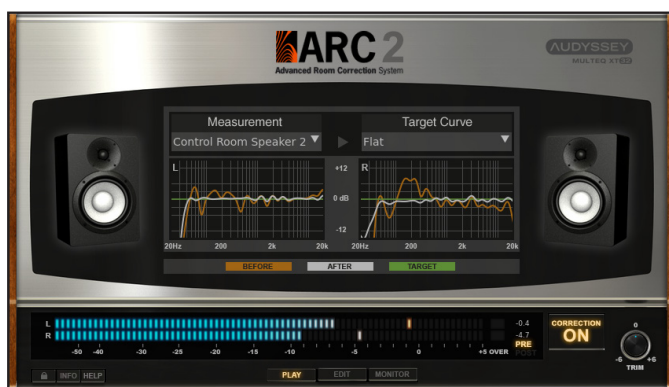 ARC 2
Advanced Room Correction System
AUDYSSEY
MULTEQ XT32
Measurement
Target Curve
Control Room Speaker 2
Flat
L
R
+12
0 dB
-12
20Hz 200 2k 20k
20Hz 200 2k 20k
BEFORE AFTER TARGET
L
R
-0.4
-4.7
PRE
POST
-50 -40 -30 -25 -20 -15 -10 -5 0 +5 OVER
CORRECTION
ON
0
-6 +6
TRIM
INFO HELP
PLAY EDIT MONITOR